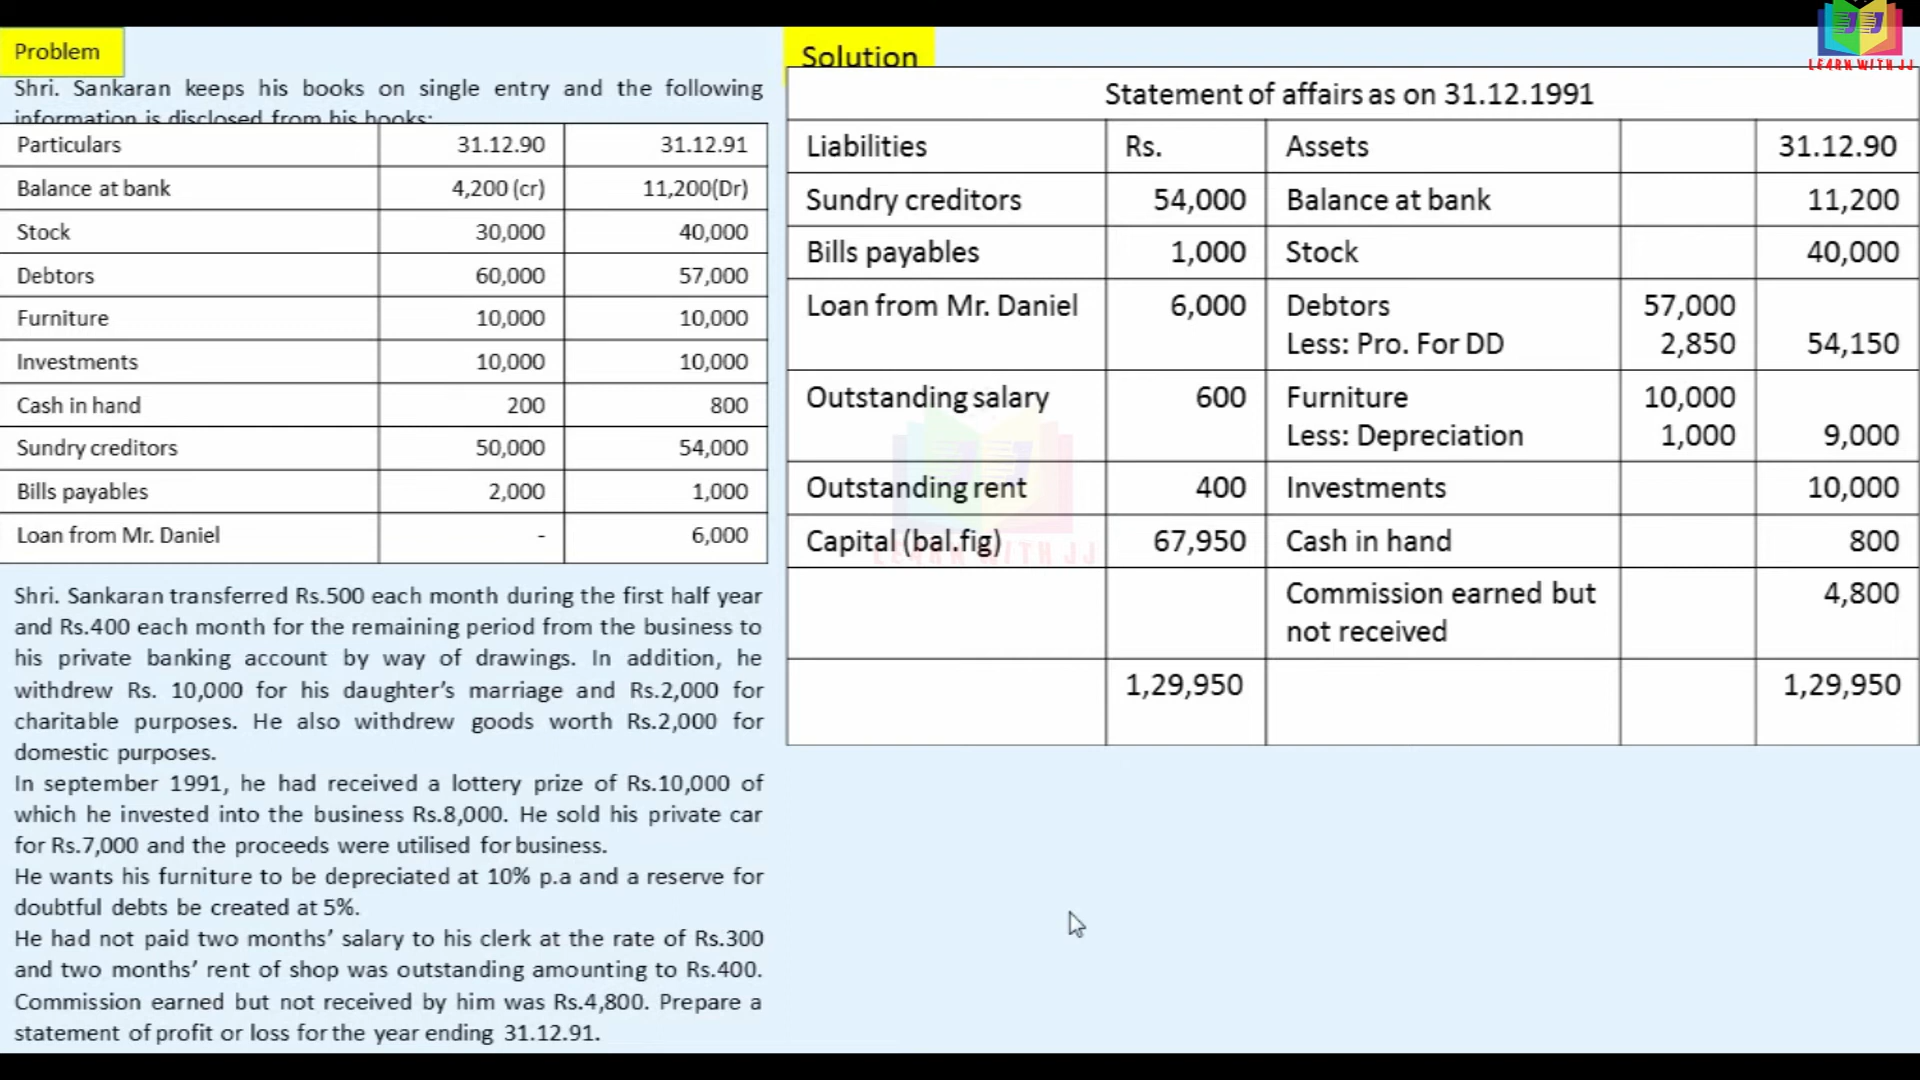 Problem
Shri. Sankaran keeps his books on single entry and the following
information is disclosed from his books:
Particulars 31.12.90 31.12.91
Balance at bank 4,200 (cr) 11,200(Dr)
Stock 30,000 40,000
Debtors 60,000 57,000
Furniture 10,000 10,000
Investments 10,000 10,000
Cash in hand 200 800
Sundry creditors 50,000 54,000
Bills payables 2,000 1,000
Loan from Mr. Daniel - 6,000
Shri. Sankaran transferred Rs.500 each month during the first half year
and Rs.400 each month for the remaining period from the business to
his private banking account by way of drawings. In addition, he
withdrew Rs. 10,000 for his daughter's marriage and Rs.2,000 for
charitable purposes. He also withdrew goods worth Rs.2,000 for
domestic purposes.
In september 1991, he had received a lottery prize of Rs.10,000 of
which he invested into the business Rs.8,000. He sold his private car
for Rs.7,000 and the proceeds were utilised for business.
He wants his furniture to be depreciated at 10% p.a and a reserve for
doubtful debts be created at 5%.
He had not paid two months' salary to his clerk at the rate of Rs.300
and two months' rent of shop was outstanding amounting to Rs.400.
Commission earned but not received by him was Rs.4,800. Prepare a
statement of profit or loss for the year ending 31.12.91.
Solution
Statement of affairs as on 31.12.1991
Liabilities Rs. Assets 31.12.90
Sundry creditors 54,000 Balance at bank 11,200
Bills payables 1,000 Stock 40,000
Loan from Mr. Daniel 6,000 Debtors 57,000
Less: Pro. For DD 2,850 54,150
Outstanding salary 600 Furniture 10,000
Less: Depreciation 1,000 9,000
Outstanding rent 400 Investments 10,000
Capital (bal.fig) 67,950 Cash in hand 800
Commission earned but 4,800
not received
1,29,950 1,29,950
JJ
LEARN WITH JJ
JJ
LEARN WITH JJ